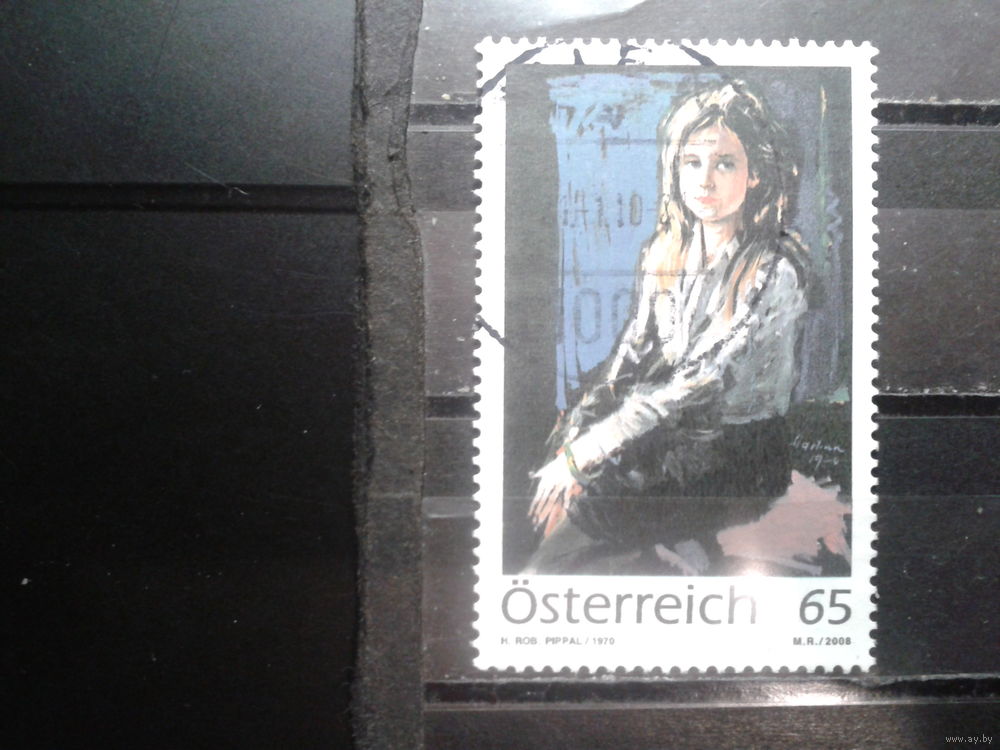 Österreich 65
H. ROB. PIPPAL / 1970
M.R./2008
www.ay.by